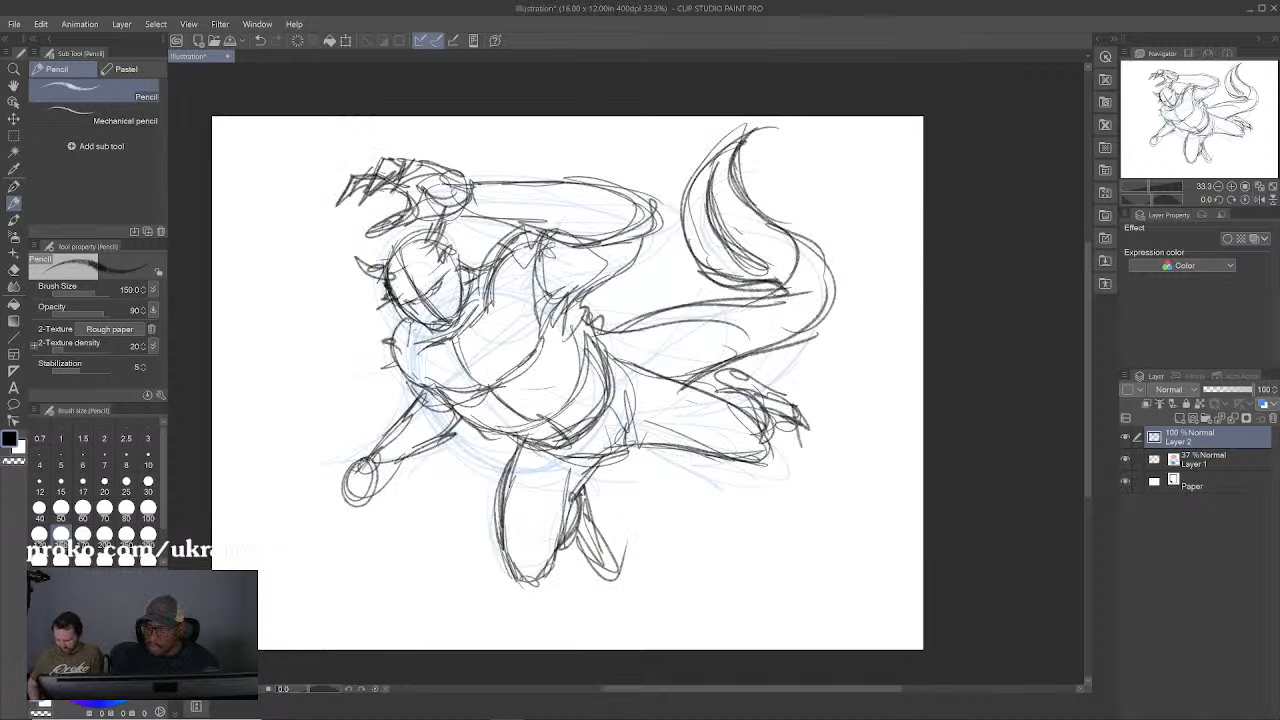 Illustration* (16.00 x 12.00in 400dpi 33.3%) - CLIP STUDIO PAINT PRO
File Edit Animation Layer Select View Filter Window Help
Sub Tool [Pencil]
Illustration*
Navigator
Pencil Pastel
Pencil
Mechanical pencil
Add sub tool
33.3
0.0
Layer Property
Effect
Expression color
Color
Tool property [Pencil]
Pencil
Brush Size 150.0
Opacity 90
2-Texture Rough paper
2-Texture density 20
Stabilization 5
Brush size [Pencil]
0.7 1 1.5 2 2.5 3
4 5 6 7 8 10
12 15 17 20 25 30
40 50 60 70 80 100
Layer
Normal 100
100 % Normal
Layer 2
37 % Normal
Layer 1
Paper
proko.com/ukra
Proko
0.0